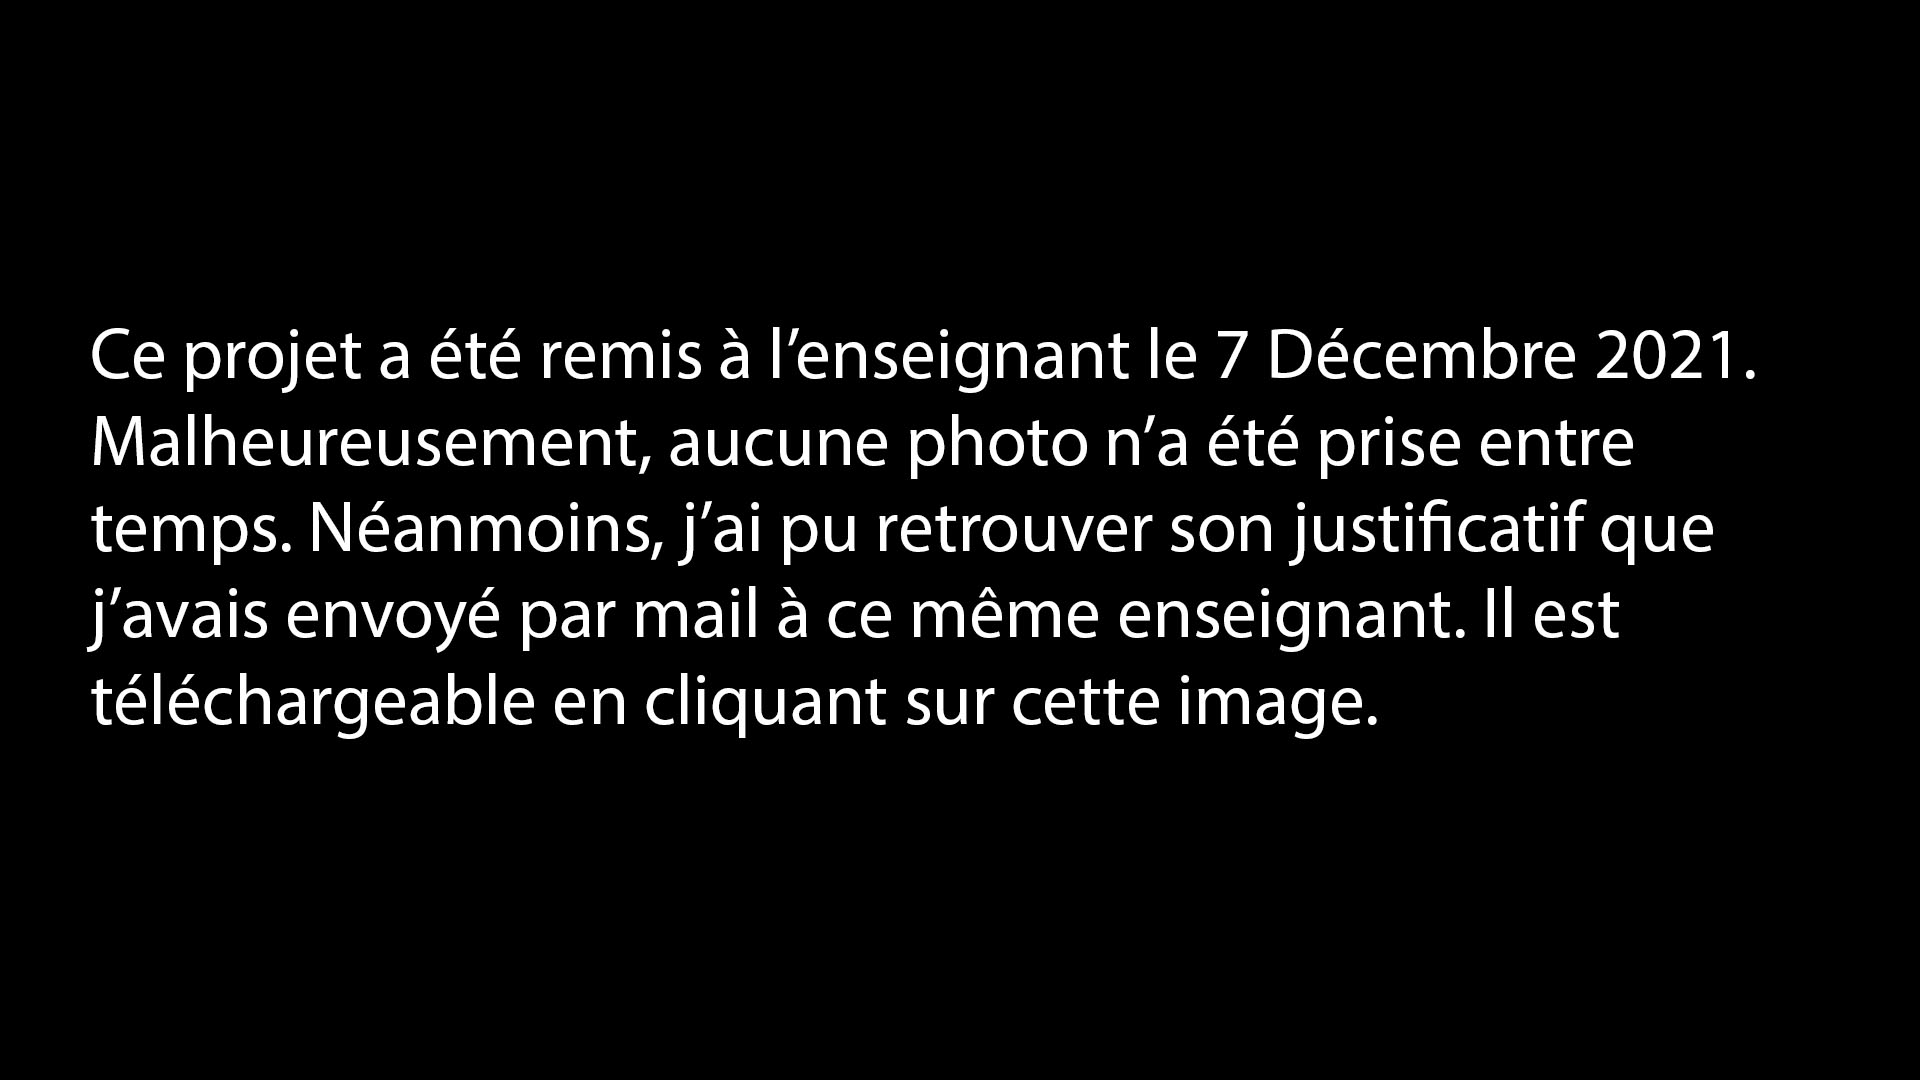 Ce projet a été remis à l’enseignant le 7 Décembre 2021.
Malheureusement, aucune photo n’a été prise entre
temps. Néanmoins, j’ai pu retrouver son justificatif que
j’avais envoyé par mail à ce même enseignant. Il est
téléchargeable en cliquant sur cette image.